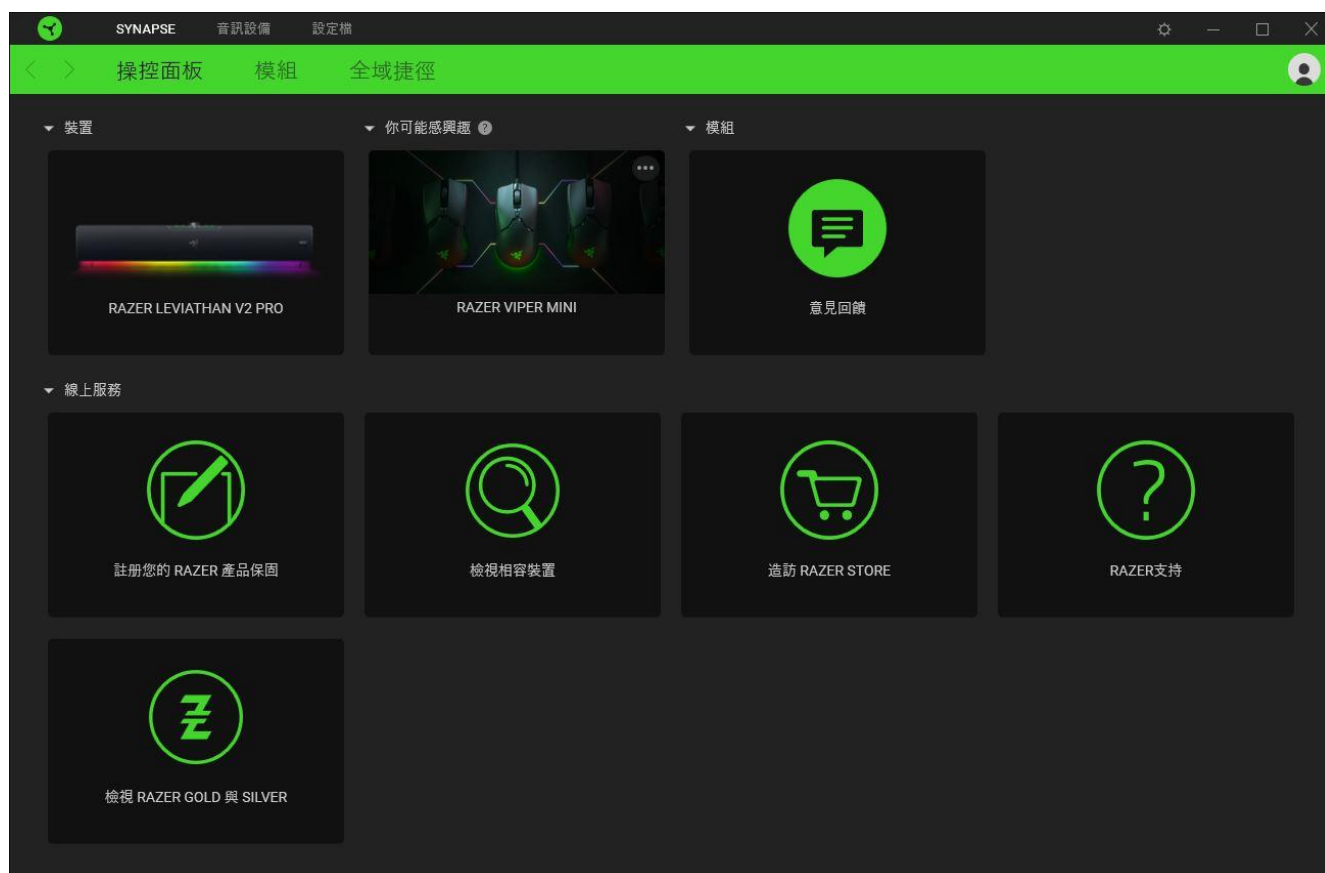 SYNAPSE 音訊設備 設定檔
操控面板 模組 全域捷徑
裝置
你可能感興趣 ?
模組
RAZER LEVIATHAN V2 PRO
RAZER VIPER MINI
意見回饋
線上服務
註册您的 RAZER 產品保固
檢視相容裝置
造訪 RAZER STORE
RAZER支持
檢視 RAZER GOLD 與 SILVER